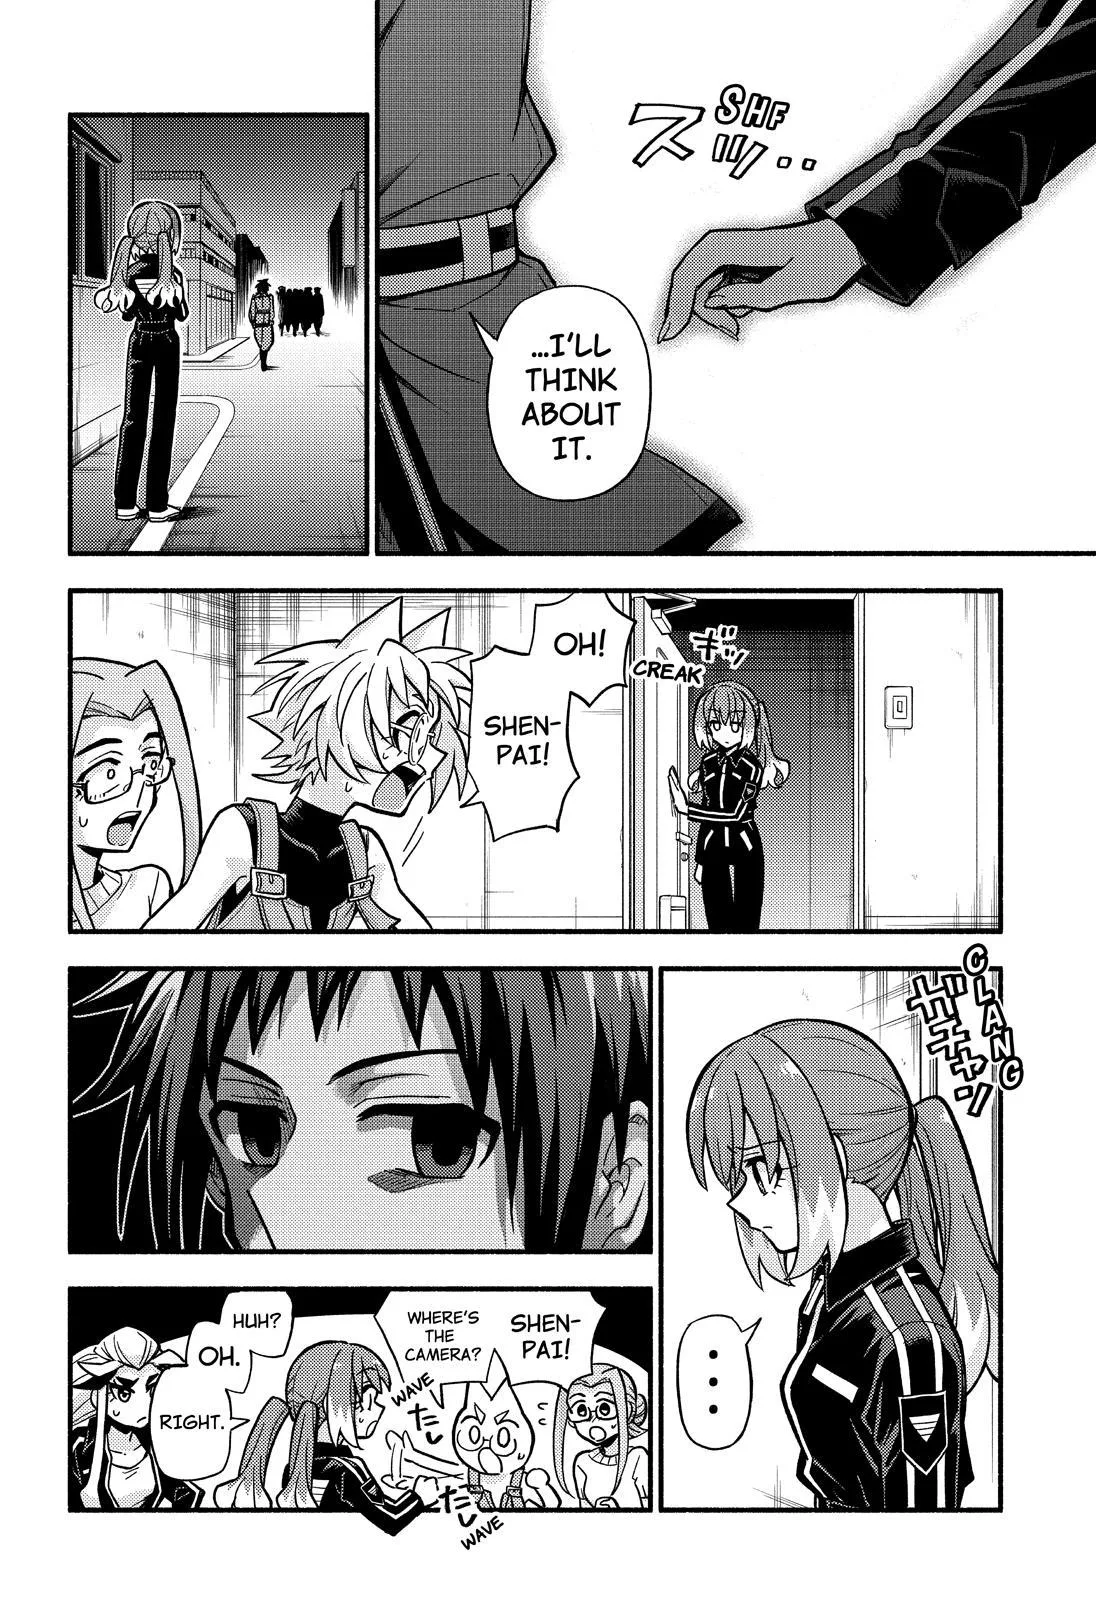 SHF
スッ..
...I'LL
THINK
ABOUT
IT.
ギッ
CREAK
OH!
SHEN-
PAI!
CLANG
ガチャン
...
SHEN-
PAI!
WHERE'S
THE
CAMERA?
WAVE
たし
たし
WAVE
HUH?
OH.
RIGHT.